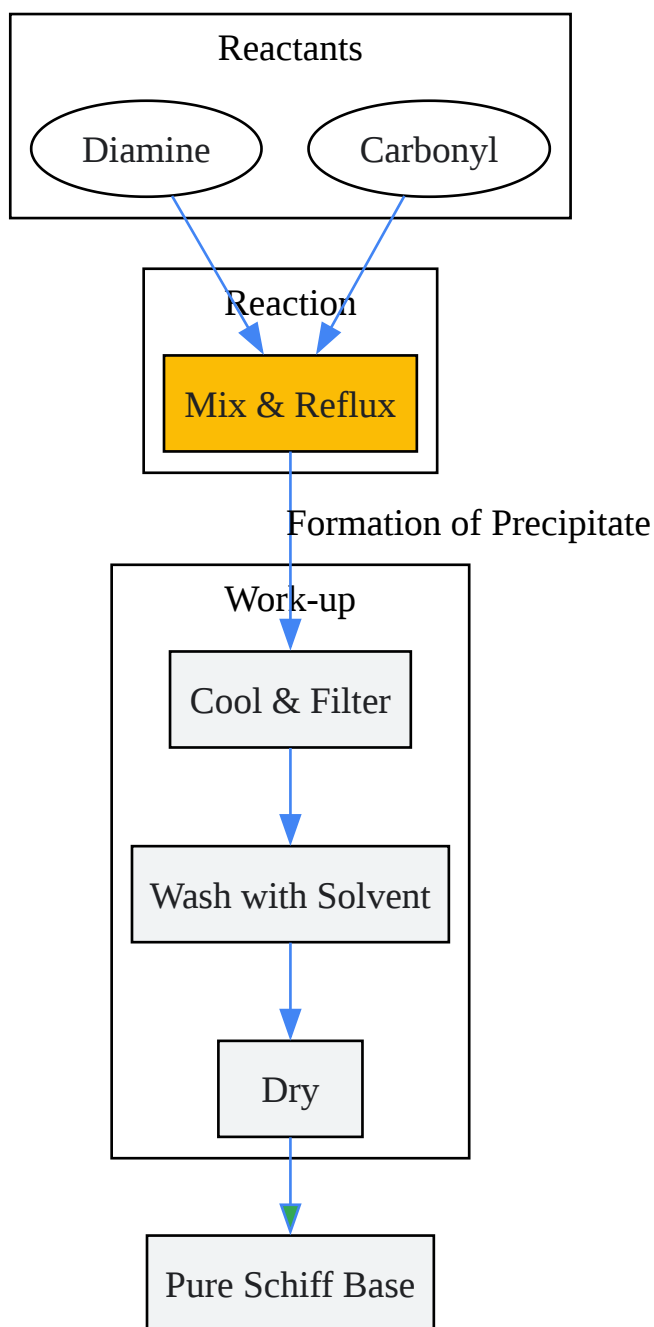 Reactants
Diamine
Carbonyl
Reaction
Mix & Reflux
Formation of Precipitate
Work-up
Cool & Filter
Wash with Solvent
Dry
Pure Schiff Base